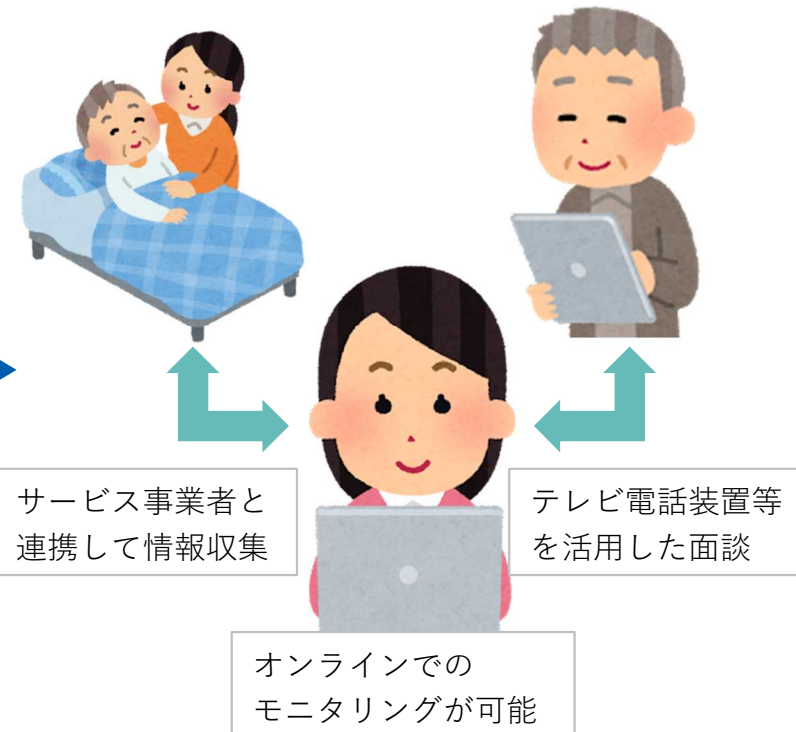 サービス事業者と
連携して情報収集
テレビ電話装置等
を活用した面談
オンラインでの
モニタリングが可能